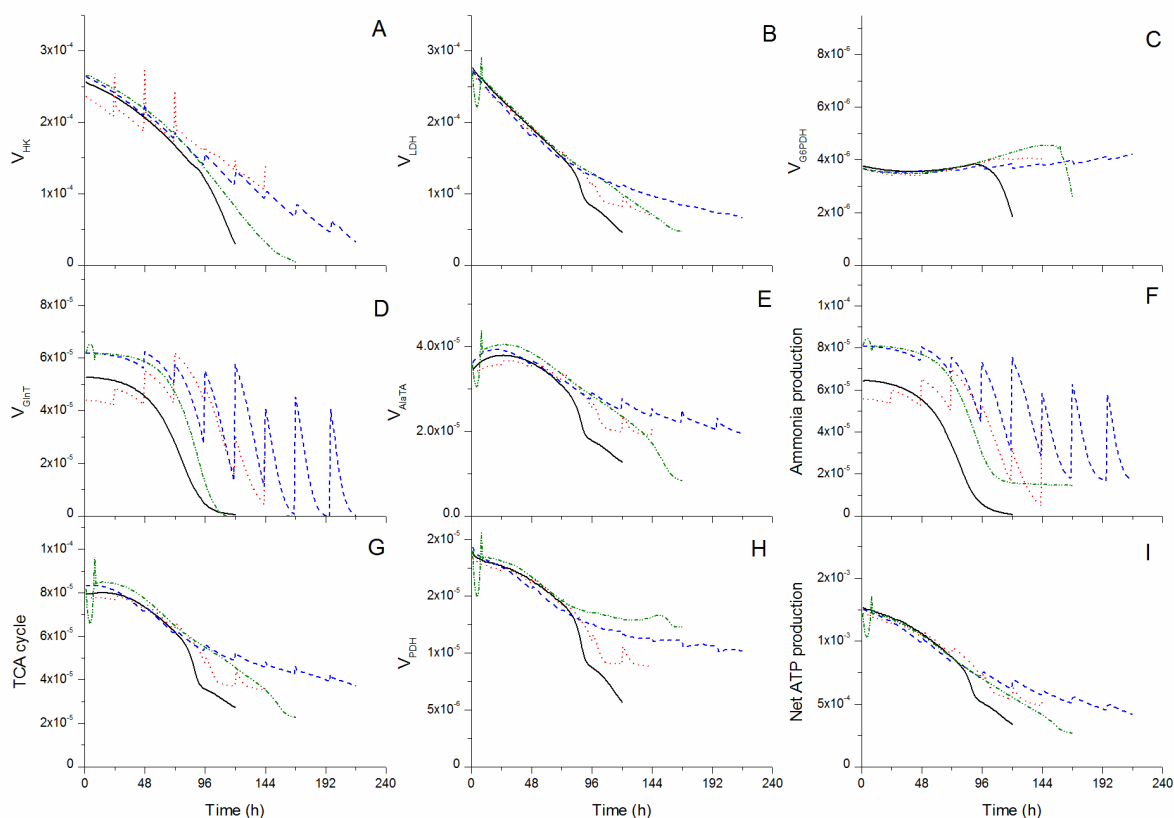 A
3x10⁻⁴
2x10⁻⁴
1x10⁻⁴
0
V_HK
B
3x10⁻⁴
2x10⁻⁴
1x10⁻⁴
0
V_LDH
C
8x10⁻⁶
6x10⁻⁶
4x10⁻⁶
2x10⁻⁶
0
V_G6PDH
D
8x10⁻⁵
6x10⁻⁵
4x10⁻⁵
2x10⁻⁵
0
V_GlnT
E
4.0x10⁻⁵
2.0x10⁻⁵
0.0
V_AlaTA
F
1x10⁻⁴
8x10⁻⁵
6x10⁻⁵
4x10⁻⁵
2x10⁻⁵
0
Ammonia production
G
1x10⁻⁴
8x10⁻⁵
6x10⁻⁵
4x10⁻⁵
2x10⁻⁵
0
TCA cycle
0 48 96 144 192 240
Time (h)
H
2x10⁻⁵
2x10⁻⁵
1x10⁻⁵
5x10⁻⁶
0
V_PDH
0 48 96 144 192 240
Time (h)
I
2x10⁻³
1x10⁻³
5x10⁻⁴
0
Net ATP production
0 48 96 144 192 240
Time (h)